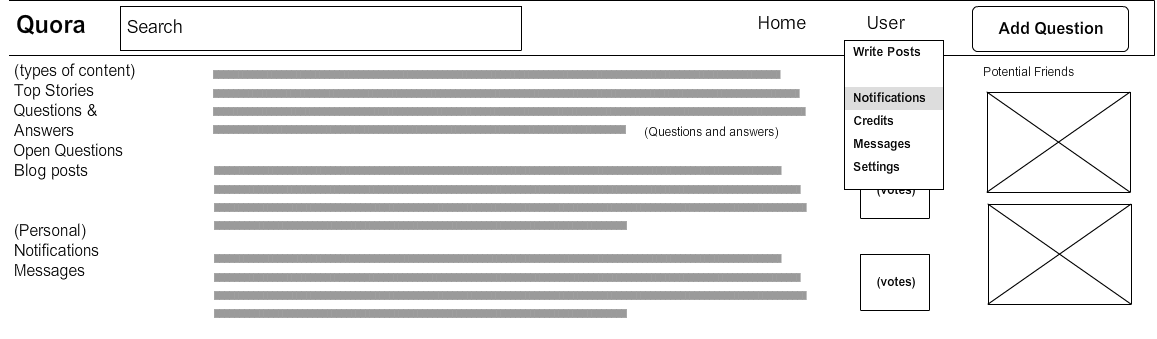 Quora
Search
Home
User
Add Question
Write Posts
Notifications
Credits
Messages
Settings
(types of content)
Top Stories
Questions &
Answers
Open Questions
Blog posts
(Personal)
Notifications
Messages
(Questions and answers)
(votes)
(votes)
Potential Friends